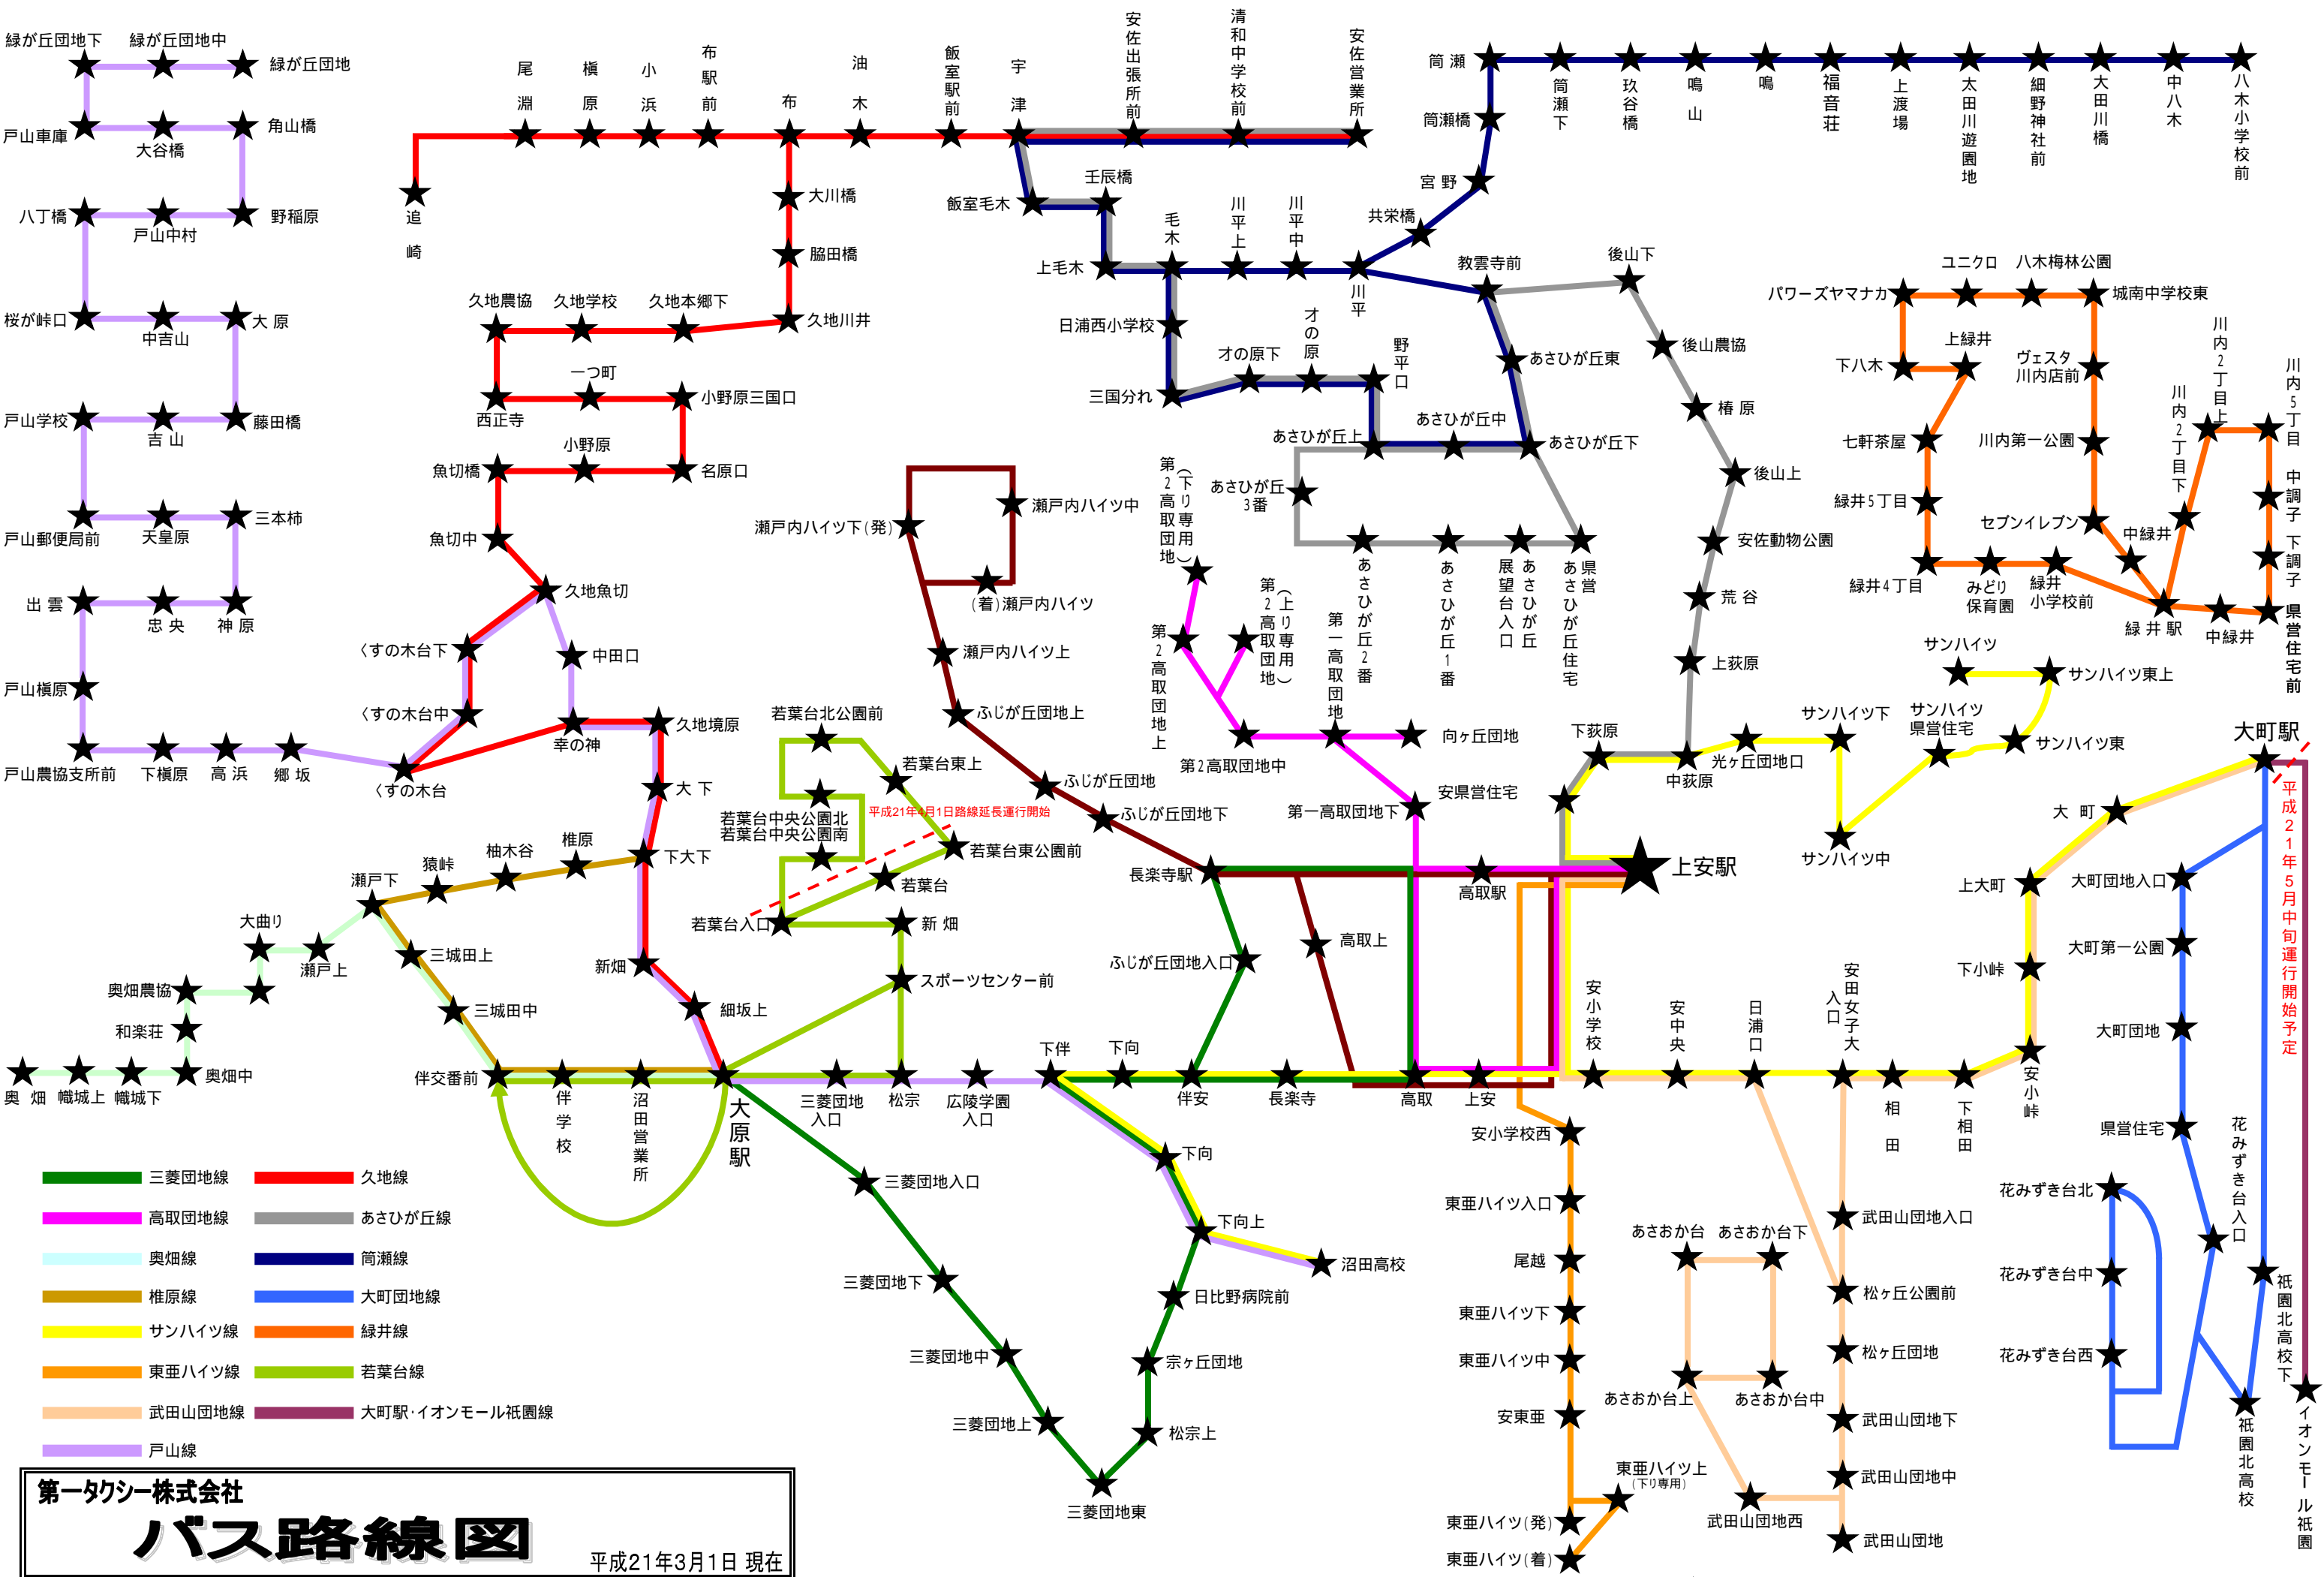 緑が丘団地下
緑が丘団地中
緑が丘団地
戸山車庫
大谷橋
角山橋
八丁橋
戸山中村
野稲原
桜が峠口
中吉山
大原
戸山学校
吉山
藤田橋
戸山郵便局前
天皇原
三本柿
出雲
忠央
神原
戸山槇原
戸山農協支所前
下槇原
高浜
郷坂
くすの木台
追崎
尾淵
槇原
小浜
布駅前
布
油木
飯室駅前
宇津
安佐出張所前
清和中学校前
安佐営業所
大川橋
脇田橋
久地川井
久地本郷下
久地学校
久地農協
西正寺
一つ町
小野原三国口
名原口
小野原
魚切橋
魚切中
久地魚切
くすの木台下
くすの木台中
中田口
幸の神
久地境原
大下
下大下
新畑
細坂上
大原駅
飯室毛木
壬辰橋
上毛木
毛木
川平上
川平中
川平
共栄橋
宮野
筒瀬橋
筒瀬
筒瀬下
玖谷橋
鳴山
鳴
福音荘
上渡場
太田川遊園地
細野神社前
大田川橋
中八木
八木小学校前
日浦西小学校
三国分れ
才の原下
才の原
野平口
あさひが丘上
あさひが丘中
あさひが丘下
あさひが丘東
教雲寺前
後山下
後山農協
椿原
後山上
安佐動物公園
荒谷
上荻原
中荻原
下荻原
安県営住宅
あさひが丘
3番
あさひが丘2番
あさひが丘1番
あさひが丘
展望台入口
県営
あさひが丘住宅
パワーズヤマナカ
ユニクロ
八木梅林公園
城南中学校東
下八木
上緑井
ヴェスタ
川内店前
七軒茶屋
川内第一公園
緑井5丁目
セブンイレブン
中緑井
緑井4丁目
みどり
保育園
緑井
小学校前
緑井駅
川内2丁目下
川内2丁目上
川内5丁目
中調子
下調子
県営住宅前
中緑井
瀬戸内ハイツ下(発)
瀬戸内ハイツ中
(着)瀬戸内ハイツ
瀬戸内ハイツ上
ふじが丘団地上
ふじが丘団地
ふじが丘団地下
長楽寺駅
第2高取団地
(下り専用)
第2高取団地上
第2高取団地
(上り専用)
第2高取団地中
第一高取団地
向ヶ丘団地
第一高取団地下
高取駅
上安駅
高取上
ふじが丘団地入口
サンハイツ
サンハイツ東上
サンハイツ東
サンハイツ
県営住宅
サンハイツ下
サンハイツ中
光ヶ丘団地口
若葉台北公園前
若葉台東上
若葉台中央公園北
若葉台中央公園南
平成21年4月1日路線延長運行開始
若葉台東公園前
若葉台
若葉台入口
新畑
スポーツセンター前
瀬戸下
猿峠
柚木谷
椎原
大曲り
瀬戸上
三城田上
三城田中
奥畑農協
和楽荘
奥畑中
奥畑
幟城上
幟城下
伴交番前
伴学校
沼田営業所
三菱団地
入口
松宗
広陵学園
入口
下伴
下向
伴安
長楽寺
高取
上安
安小学校
安中央
日浦口
安田女子大
入口
相田
下相田
安小峠
下小峠
上大町
大町
大町駅
平成21年5月中旬運行開始予定
大町団地入口
大町第一公園
大町団地
県営住宅
花みずき台入口
花みずき台北
花みずき台中
花みずき台西
祇園北高校下
祇園北高校
イオンモール祇園
下向
下向上
沼田高校
日比野病院前
宗ヶ丘団地
松宗上
三菱団地入口
三菱団地下
三菱団地中
三菱団地上
三菱団地東
安小学校西
東亜ハイツ入口
尾越
東亜ハイツ下
東亜ハイツ中
安東亜
東亜ハイツ上
(下り専用)
東亜ハイツ(発)
東亜ハイツ(着)
あさおか台
あさおか台下
あさおか台上
あさおか台中
武田山団地入口
松ヶ丘公園前
松ヶ丘団地
武田山団地下
武田山団地中
武田山団地西
武田山団地
三菱団地線
久地線
高取団地線
あさひが丘線
奥畑線
筒瀬線
椎原線
大町団地線
サンハイツ線
緑井線
東亜ハイツ線
若葉台線
武田山団地線
大町駅・イオンモール祇園線
戸山線
第一タクシー株式会社
バス路線図
平成21年3月1日 現在